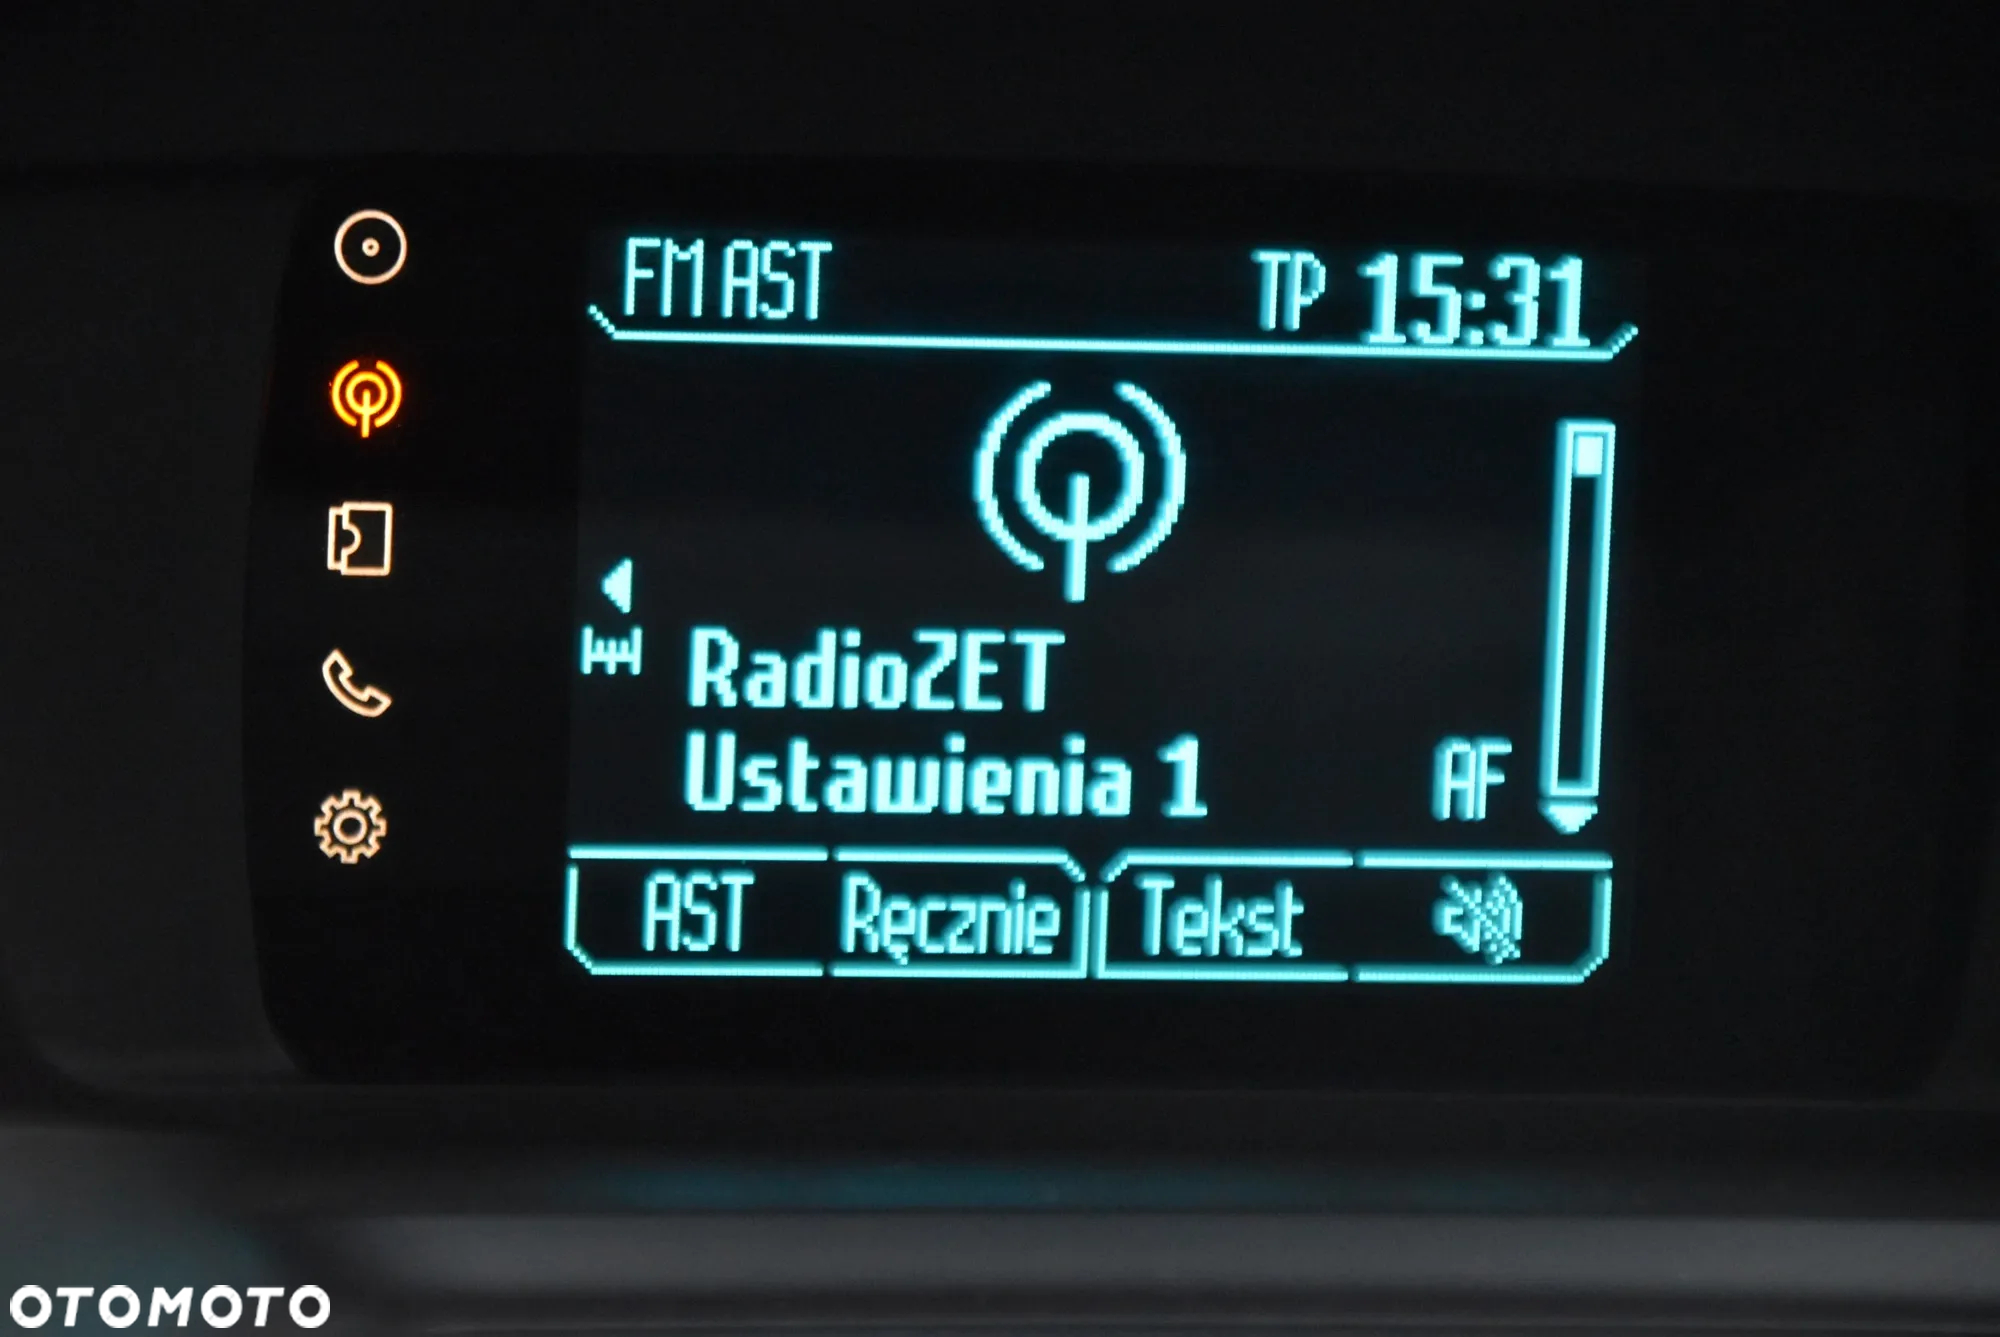 FM AST TP 15:31
RadioZET
Ustawienia 1 AF
AST Ręcznie Tekst
OTOMOTO